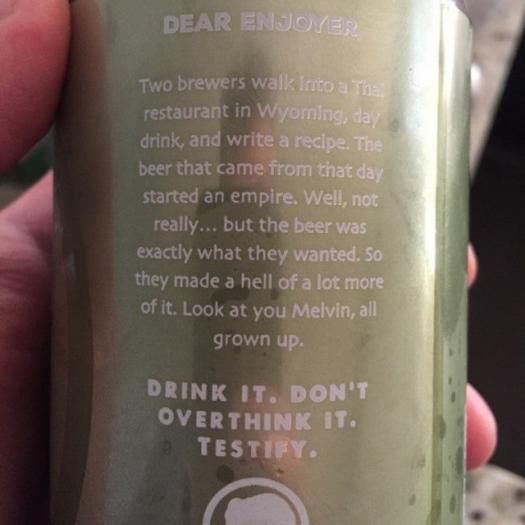 DEAR ENJOYER,
Two brewers walk into a Thai
restaurant in Wyoming, day
drink, and write a recipe. The
beer that came from that day
started an empire. Well, not
really... but the beer was
exactly what they wanted. So
they made a hell of a lot more
of it. Look at you Melvin, all
grown up.
DRINK IT. DON'T
OVERTHINK IT.
TESTIFY.